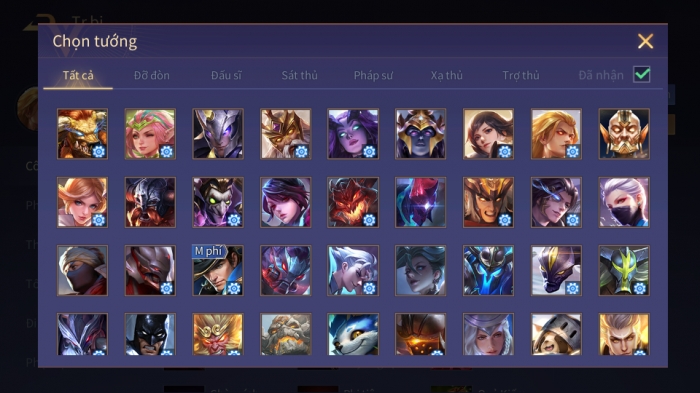 Chọn tướng
Tất cả Đỡ đòn Đấu sĩ Sát thủ Pháp sư Xạ thủ Trợ thủ Đã nhận
M phí